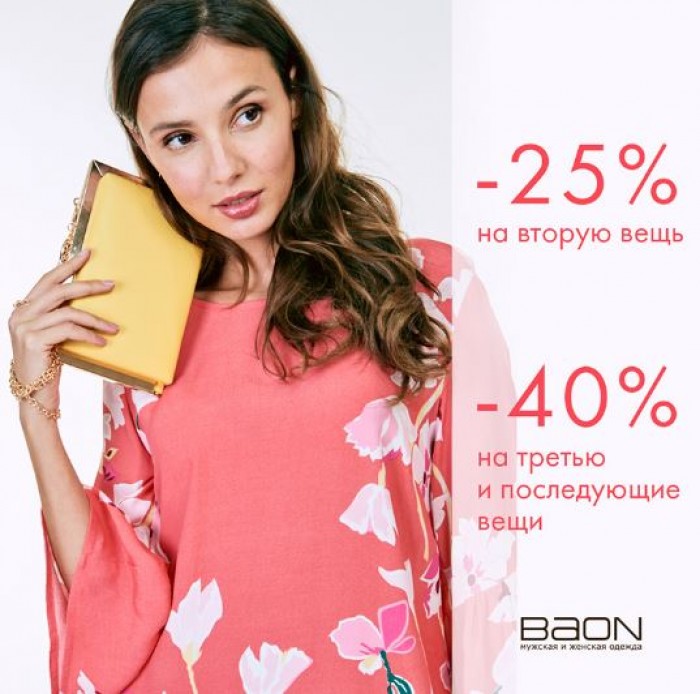 -25%
на вторую вещь
-40%
на третью
и последующие
вещи
BaON
мужская и женская одежда